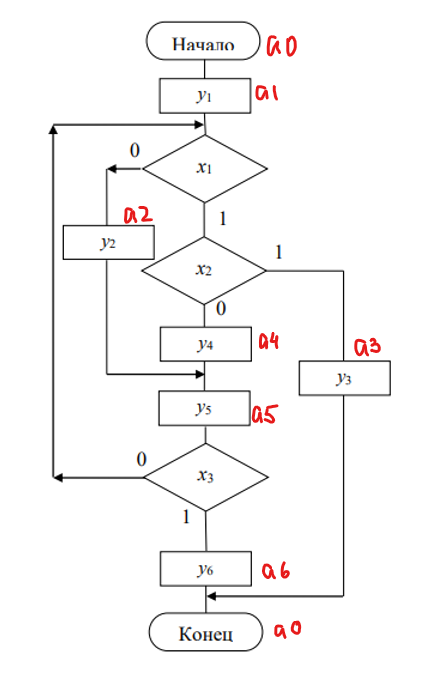 Начало a0
y1 a1
0
x1
1
a2
y2
x2
1
0
y4 a4
a3
y3
y5 a5
0
x3
1
y6 a6
Конец a0